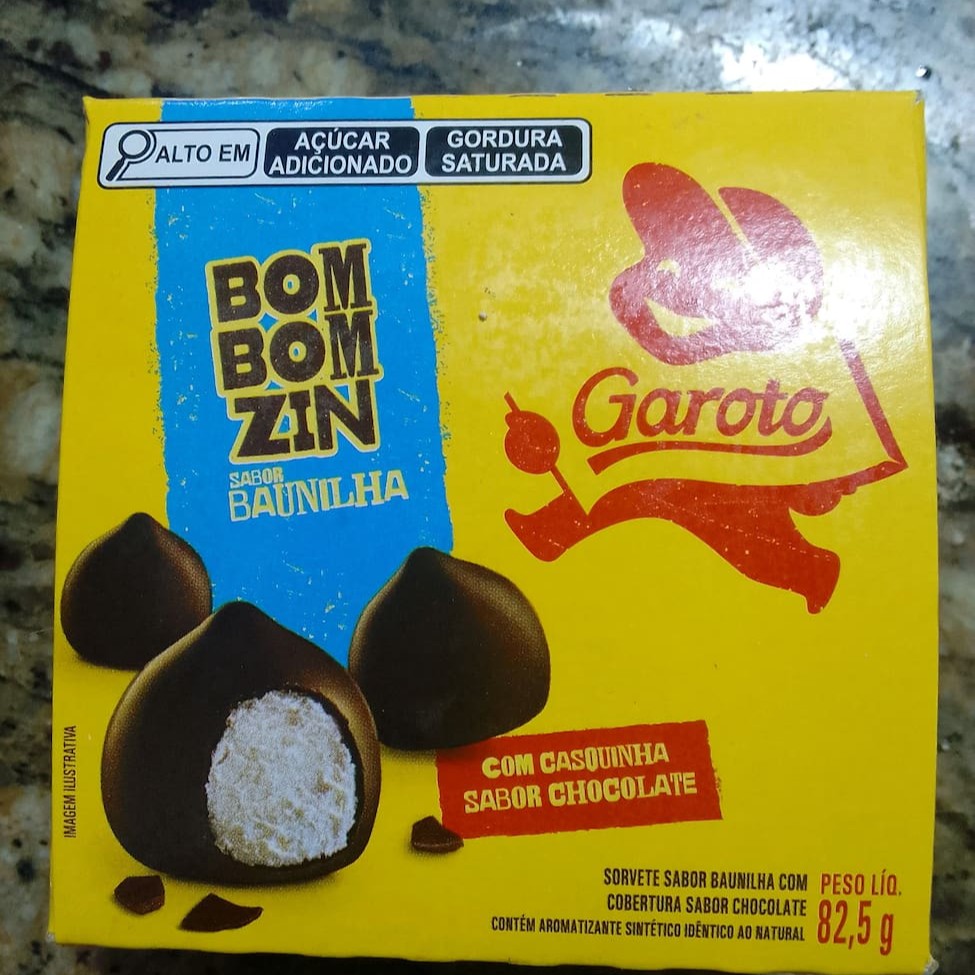 ALTO EM
AÇÚCAR
ADICIONADO
GORDURA
SATURADA
BOM
BOM
ZIN
SABOR
BAUNILHA
Garoto
COM CASQUINHA
SABOR CHOCOLATE
IMAGEM ILUSTRATIVA
SORVETE SABOR BAUNILHA COM
COBERTURA SABOR CHOCOLATE
CONTÉM AROMATIZANTE SINTÉTICO IDÊNTICO AO NATURAL
PESO LÍQ.
82,5 g